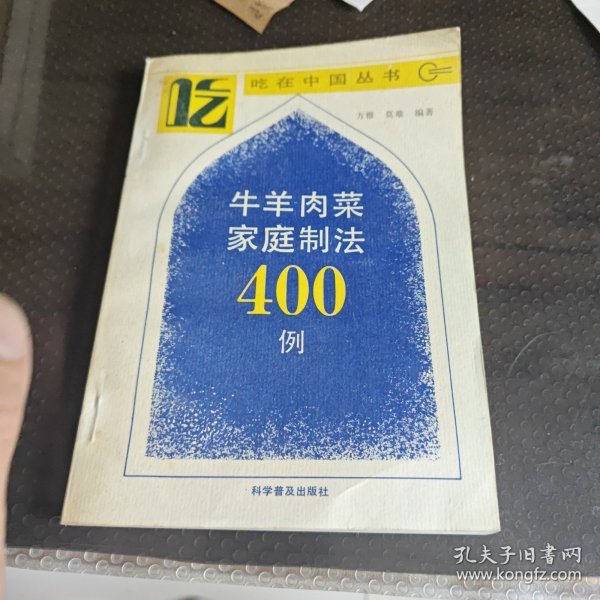 吃
吃在中国丛书
方雅 莫难 编著
牛羊肉菜
家庭制法
400
例
科学普及出版社
孔夫子旧书网
www.kongfz.com